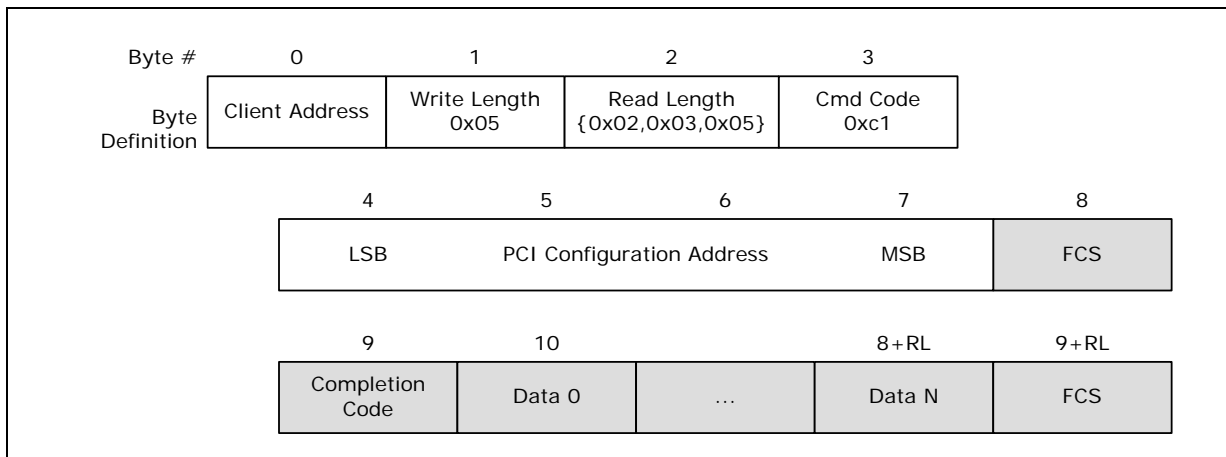 Byte # 0 1 2 3
Byte Definition
Client Address
Write Length
0x05
Read Length
{0x02,0x03,0x05}
Cmd Code
0xc1
4 5 6 7 8
LSB PCI Configuration Address MSB FCS
9 10 8+RL 9+RL
Completion
Code
Data 0
...
Data N
FCS